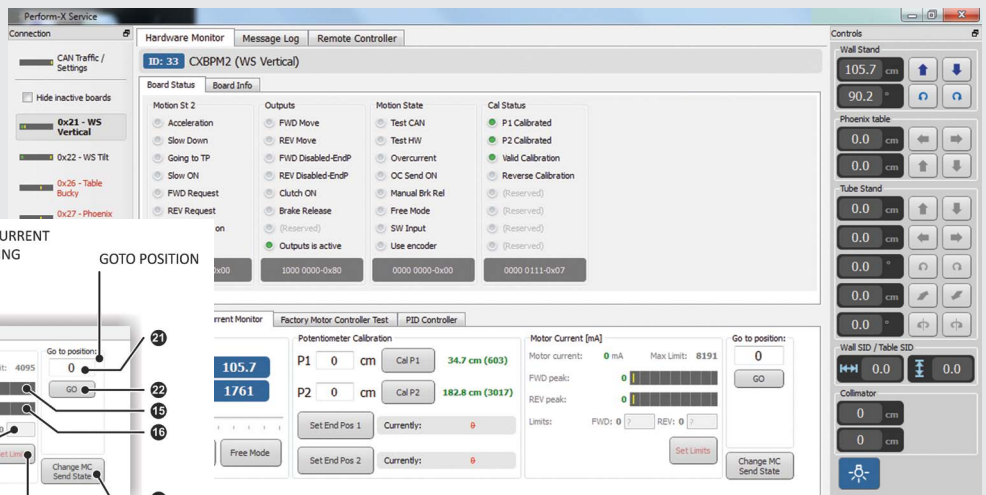 Perform-X Service
Connection
CAN Traffic /
Settings
Hide inactive boards
0x21 - WS
Vertical
0x22 - WS Tilt
0x26 - Table
Bucky
0x27 - Phoenix
Hardware Monitor Message Log Remote Controller
ID: 33 CXBPM2 (WS Vertical)
Board Status Board Info
Motion St 2 Outputs Motion State Cal Status
Acceleration FWD Move Test CAN P1 Calibrated
Slow Down REV Move Test HW P2 Calibrated
Going to TP FWD Disabled-EndP Overcurrent Valid Calibration
Slow ON REV Disabled-EndP OC Send ON Reverse Calibration
FWD Request Clutch ON Manual Brk Rel (Reserved)
REV Request Brake Release Free Mode (Reserved)
on (Reserved) SW Input (Reserved)
Outputs is active Use encoder (Reserved)
0x00 1000 0000-0x80 0000 0000-0x00 0000 0111-0x07
rrent Monitor Factory Motor Controller Test PID Controller
105.7
1761
Free Mode
Potentiometer Calibration
P1 0 cm Cal P1 34.7 cm (603)
P2 0 cm Cal P2 182.8 cm (3017)
Set End Pos 1 Currently: 0
Set End Pos 2 Currently: 0
Motor Current [mA]
Motor current: 0 mA Max Limit: 8191
FWD peak: 0
REV peak: 0
Limits: FWD: 0 ? REV: 0 ?
Set Limits
Go to position:
0
GO
Change MC
Send State
Controls
Wall Stand
105.7 cm
90.2 °
Phoenix table
0.0 cm
0.0 cm
Tube Stand
0.0 cm
0.0 cm
0.0 °
0.0 cm
0.0 °
Wall SID / Table SID
0.0 0.0
Collimator
0
0 cm
URRENT
NG
GOTO POSITION
it: 4095
Go to position:
0
GO
0
et Limit
Change MC
Send State
21
22
15
16